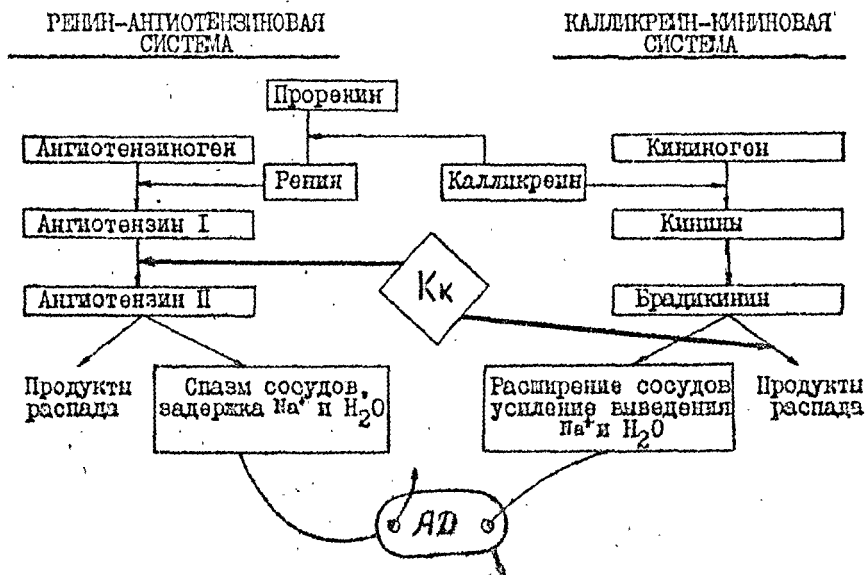 РЕНИН-АНГИОТЕНЗИНОВАЯ
СИСТЕМА
КАЛЛИКРЕИН-КИНИНОВАЯ
СИСТЕМА
Проренин
Ангиотензиноген
Кининоген
Ренин
Калликреин
Ангиотензин I
Кинины
Кк
Ангиотензин II
Брадикинин
Продукты
распада
Спазм сосудов,
задержка Na⁺ и H₂O
Расширение сосудов
усиление выведения
Na⁺ и H₂O
Продукты
распада
АД